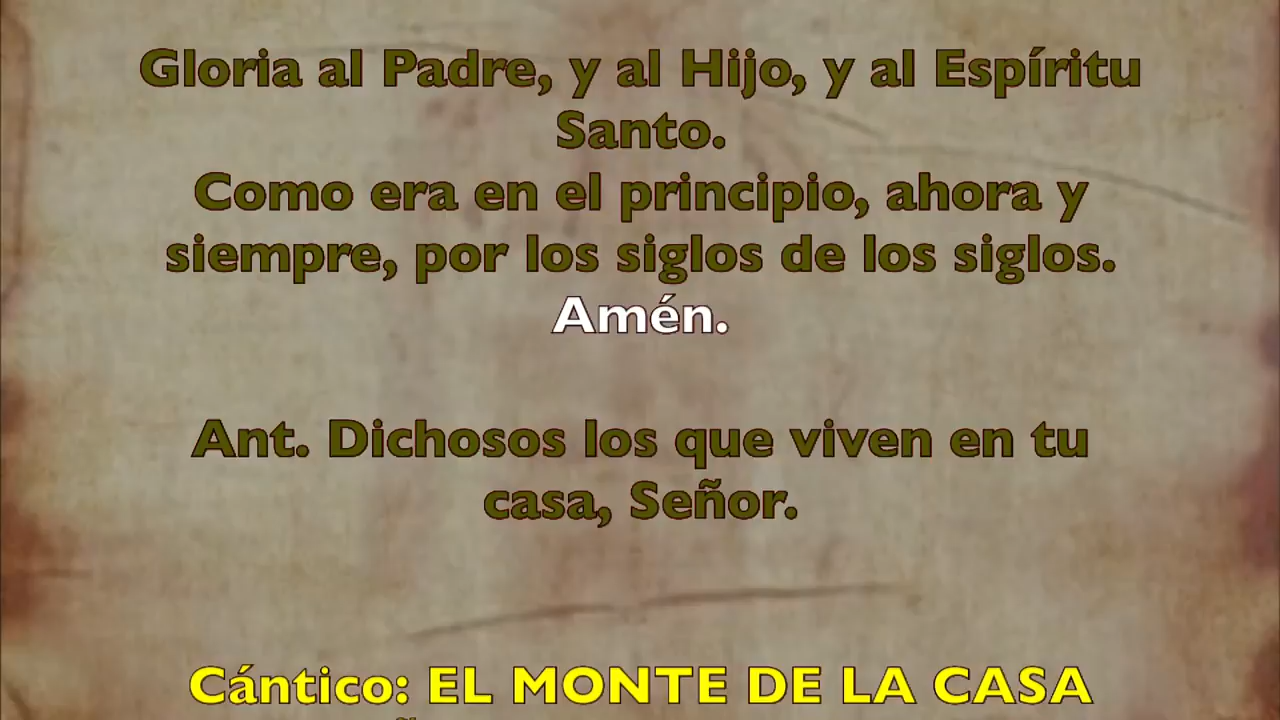 Gloria al Padre, y al Hijo, y al Espíritu
Santo.
Como era en el principio, ahora y
siempre, por los siglos de los siglos.
Amén.
Ant. Dichosos los que viven en tu
casa, Señor.
Cántico: EL MONTE DE LA CASA